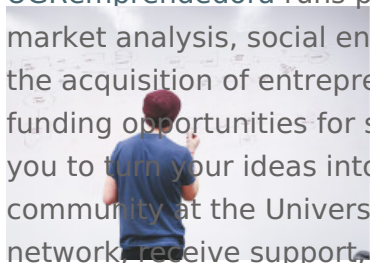 UGRemprendedora runs p
market analysis, social en
the acquisition of entrepre
funding opportunities for s
you to turn your ideas into
community at the Univers
network, receive support,